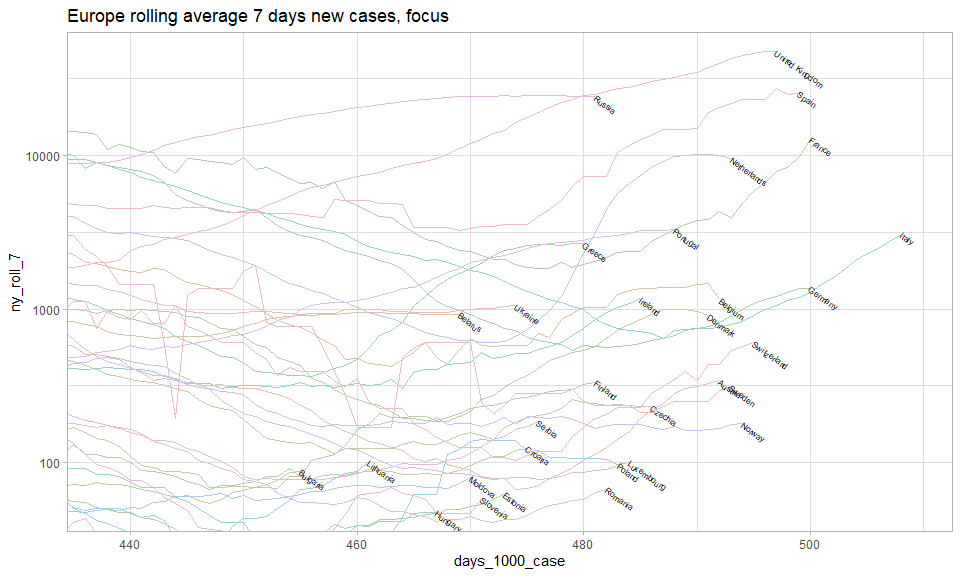 Europe rolling average 7 days new cases, focus
United Kingdom
Spain
Russia
France
10000
Netherlands
Portugal
Italy
Greece
ny_roll_7
Germany
Ireland
Belgium
1000
Ukraine
Belarus
Denmark
Switzerland
Finland
Sweden
Czechia
Norway
Serbia
Croatia
100
Lithuania
Luxembourg
Poland
Bulgaria
Moldova
Romania
Estonia
Slovenia
Hungary
440
460
480
500
days_1000_case